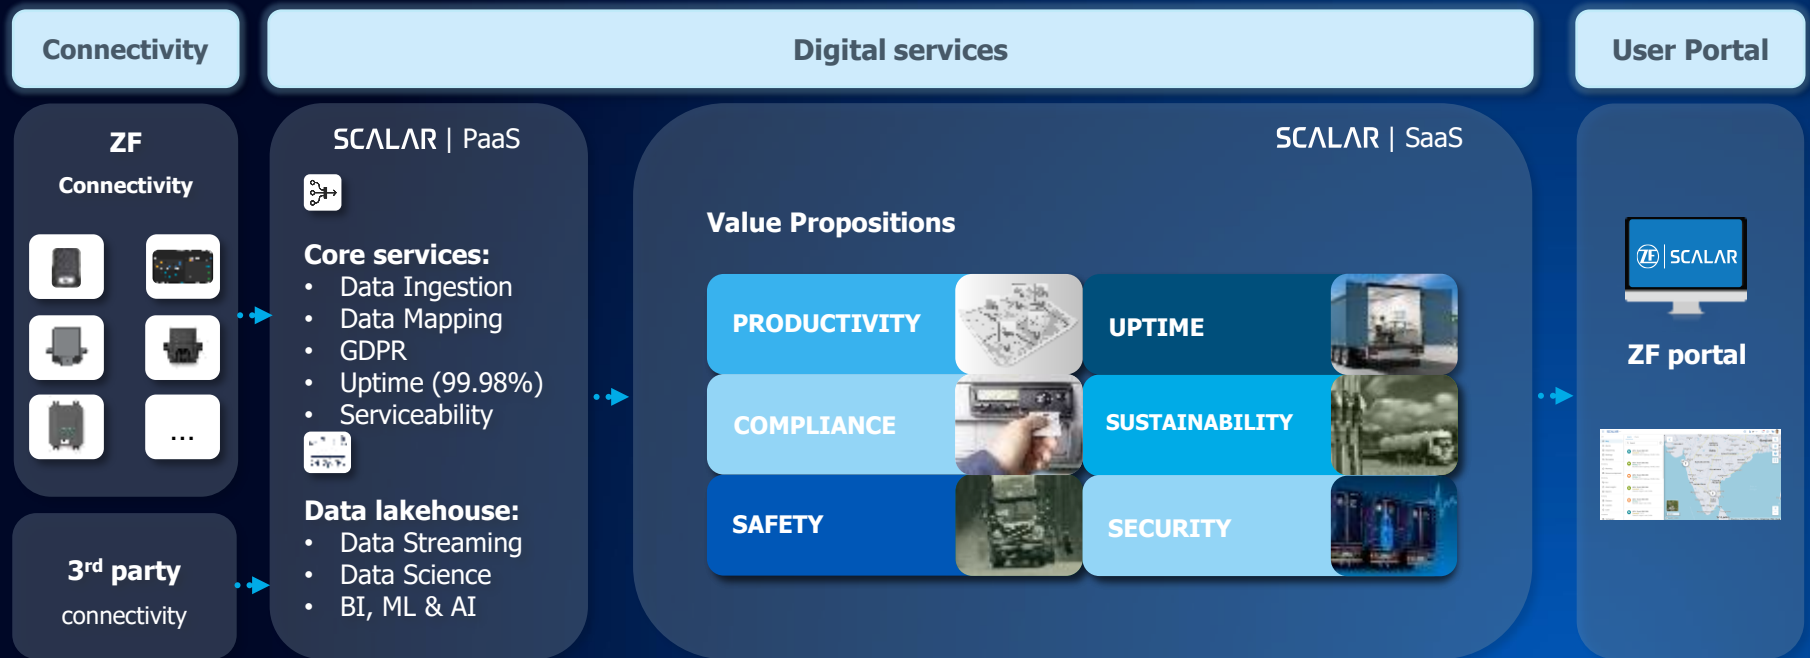 Connectivity
Digital services
User Portal
ZF
Connectivity
...
3rd party
connectivity
SCALAR | PaaS
Core services:
• Data Ingestion
• Data Mapping
• GDPR
• Uptime (99.98%)
• Serviceability
Data lakehouse:
• Data Streaming
• Data Science
• BI, ML & AI
SCALAR | SaaS
Value Propositions
PRODUCTIVITY
UPTIME
COMPLIANCE
SUSTAINABILITY
SAFETY
SECURITY
ZF | SCALAR
ZF portal